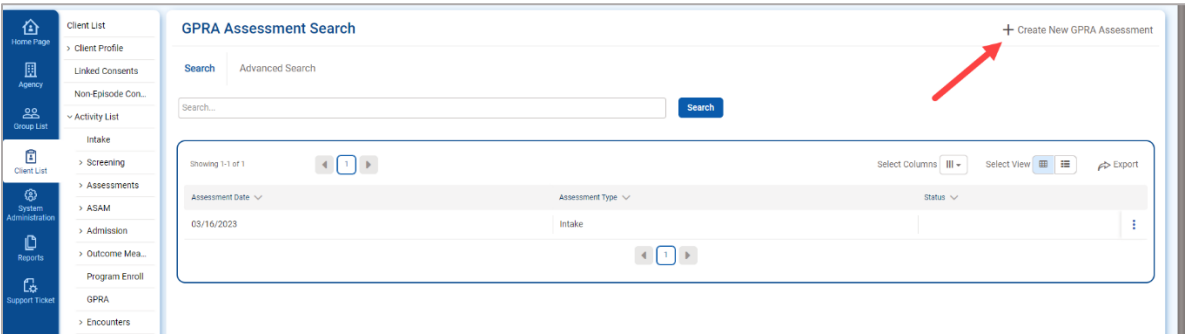 Home Page
Agency
Group List
Client List
System
Administration
Reports
Support Ticket
Client List
Client Profile
Linked Consents
Non-Episode Con...
Activity List
Intake
Screening
Assessments
ASAM
Admission
Outcome Mea...
Program Enroll
GPRA
Encounters
GPRA Assessment Search
Create New GPRA Assessment
Search Advanced Search
Search... Search
Showing 1-1 of 1 1 Select Columns Select View Export
Assessment Date Assessment Type Status
03/16/2023 Intake
1